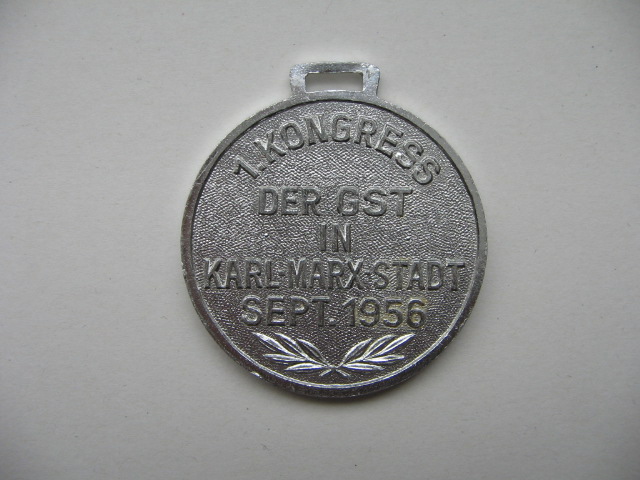 1. KONGRESS
DER GST
IN
KARL-MARX-STADT
SEPT. 1956